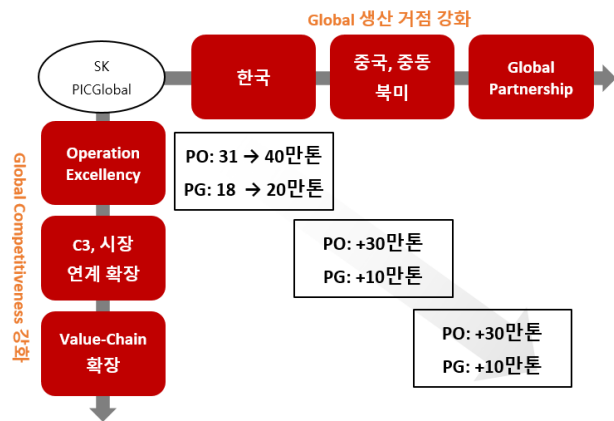 Global 생산 거점 강화
SK
PICGlobal
한국
중국, 중동
북미
Global
Partnership
Global Competitiveness 강화
Operation
Excellency
PO: 31 → 40만톤
PG: 18 → 20만톤
C3, 시장
연계 확장
PO: +30만톤
PG: +10만톤
Value-Chain
확장
PO: +30만톤
PG: +10만톤